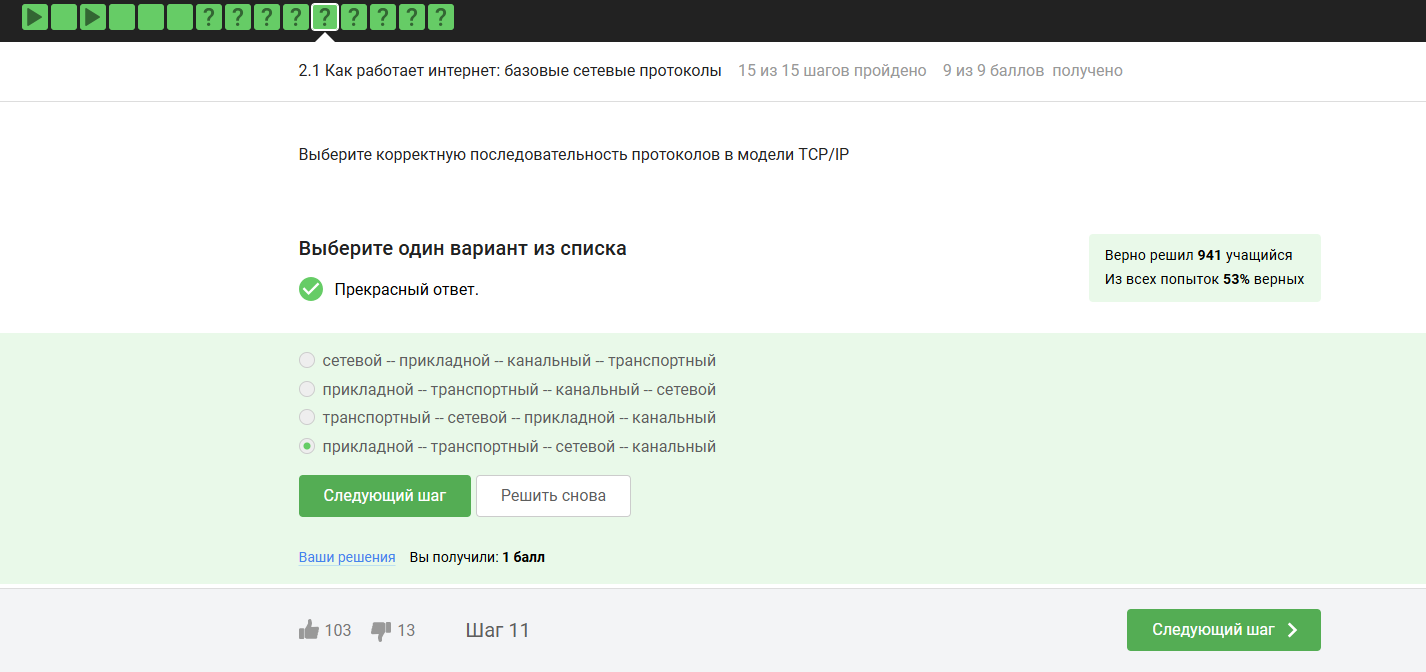 ? ? ? ? ? ? ? ? ?
2.1 Как работает интернет: базовые сетевые протоколы 15 из 15 шагов пройдено 9 из 9 баллов получено
Выберите корректную последовательность протоколов в модели TCP/IP
Выберите один вариант из списка
Прекрасный ответ.
Верно решил 941 учащийся
Из всех попыток 53% верных
сетевой -- прикладной -- канальный -- транспортный
прикладной -- транспортный -- канальный -- сетевой
транспортный -- сетевой -- прикладной -- канальный
прикладной -- транспортный -- сетевой -- канальный
Следующий шаг Решить снова
Ваши решения Вы получили: 1 балл
103 13 Шаг 11 Следующий шаг